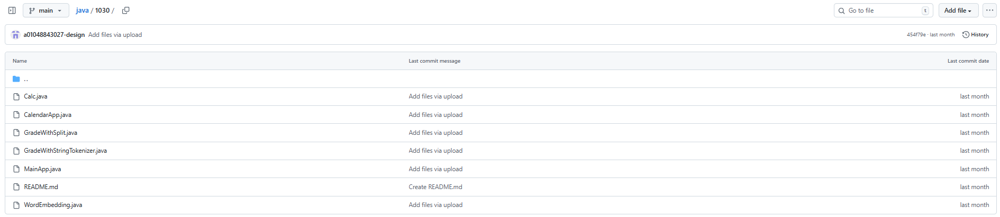 main java / 1030 / Go to file t Add file ...
a01048843027-design Add files via upload 454f79e · last month History
Name Last commit message Last commit date
..
Calc.java Add files via upload last month
CalendarApp.java Add files via upload last month
GradeWithSplit.java Add files via upload last month
GradeWithStringTokenizer.java Add files via upload last month
MainApp.java Add files via upload last month
README.md Create README.md last month
WordEmbedding.java Add files via upload last month